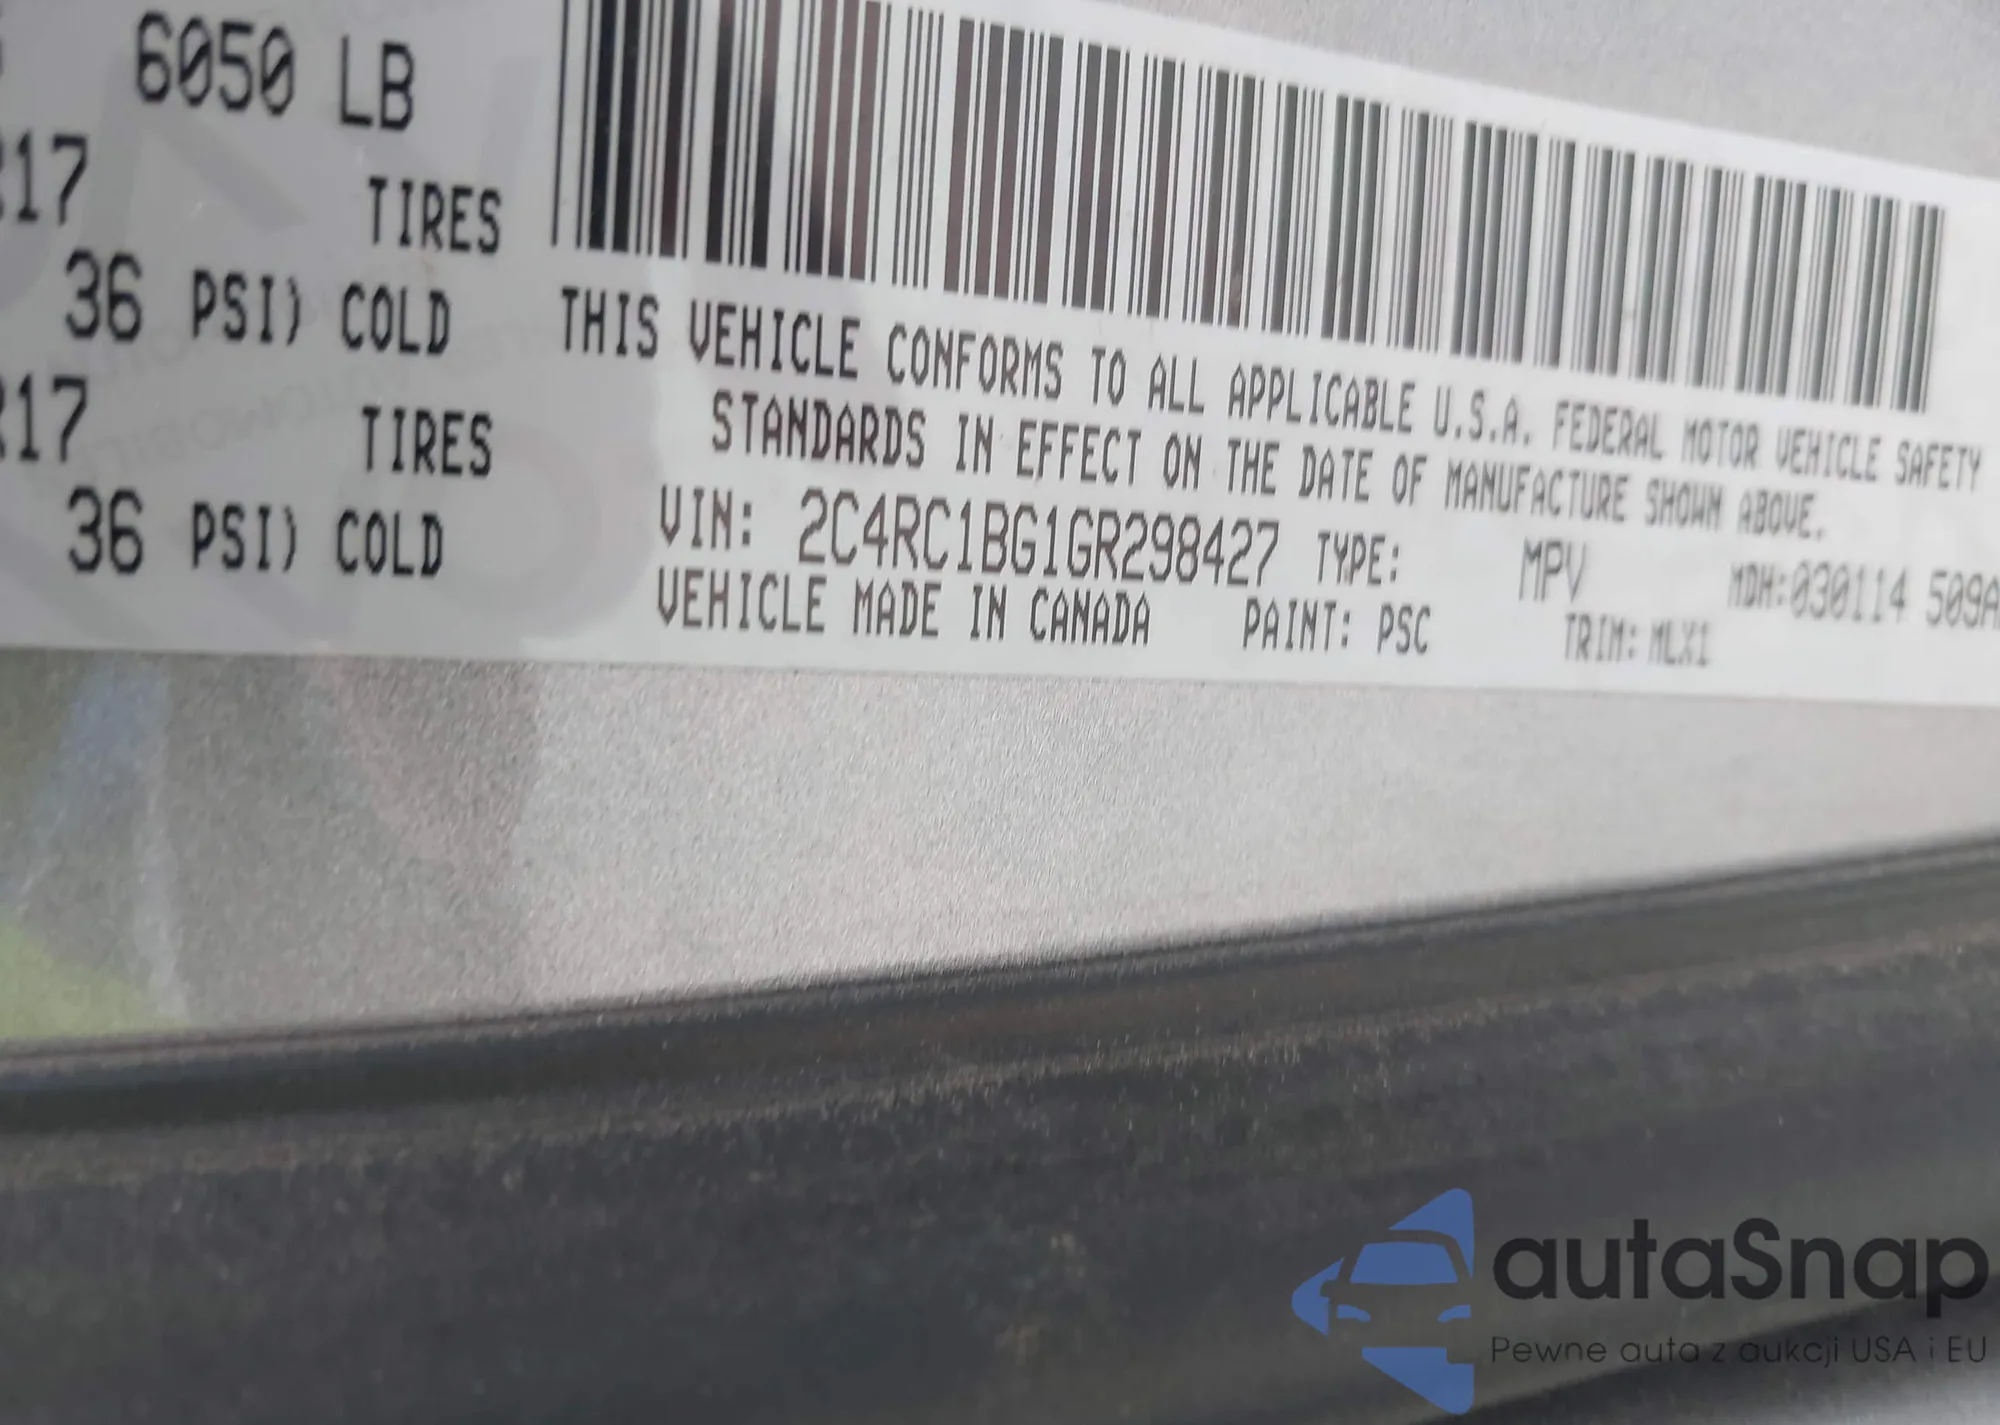 6050 LB
R17 TIRES
36 PSI) COLD
R17 TIRES
36 PSI) COLD
THIS VEHICLE CONFORMS TO ALL APPLICABLE U.S.A. FEDERAL MOTOR VEHICLE SAFETY
STANDARDS IN EFFECT ON THE DATE OF MANUFACTURE SHOWN ABOVE.
VIN: 2C4RC1BG1GR298427 TYPE: MPV MDH:030114 509A
VEHICLE MADE IN CANADA PAINT: PSC TRIM: MLX1
autaSnap
Pewne auta z aukcji USA i EU